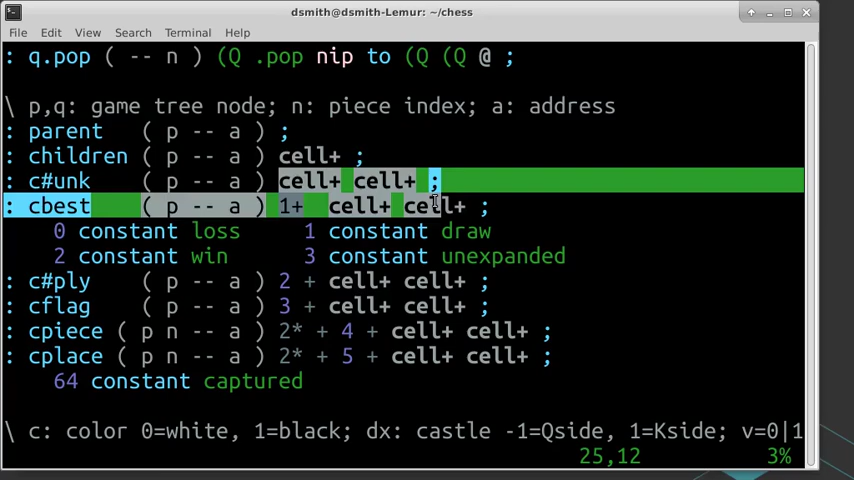 dsmith@dsmith-Lemur: ~/chess
File Edit View Search Terminal Help
: q.pop ( -- n ) (Q .pop nip to (Q (Q @ ;
\ p,q: game tree node; n: piece index; a: address
: parent ( p -- a ) ;
: children ( p -- a ) cell+ ;
: c#unk ( p -- a ) cell+ cell+ ;
: cbest ( p -- a ) 1+ cell+ cell+ ;
0 constant loss 1 constant draw
2 constant win 3 constant unexpanded
: c#ply ( p -- a ) 2 + cell+ cell+ ;
: cflag ( p -- a ) 3 + cell+ cell+ ;
: cpiece ( p n -- a ) 2* + 4 + cell+ cell+ ;
: cplace ( p n -- a ) 2* + 5 + cell+ cell+ ;
64 constant captured
\ c: color 0=white, 1=black; dx: castle -1=Qside, 1=Kside; v=0|1
25,12 3%